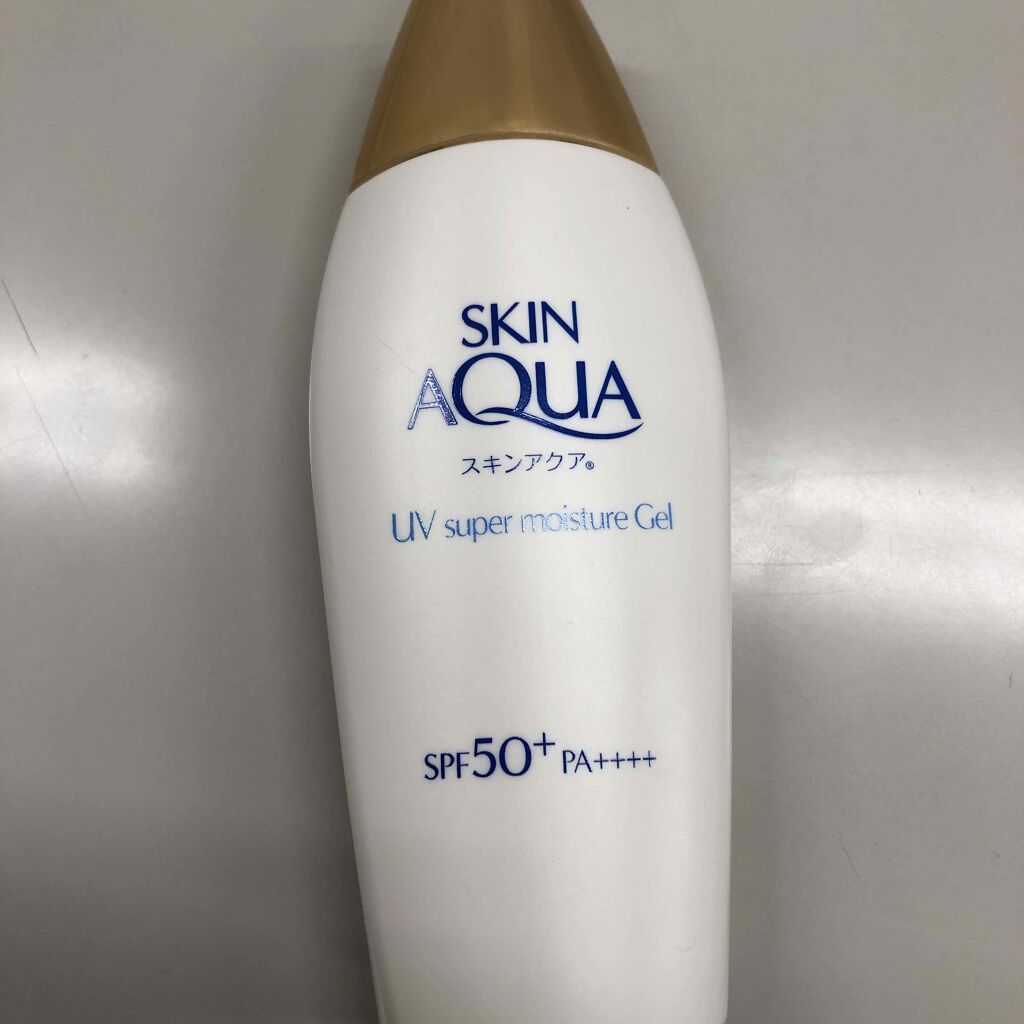 SKIN
AQUA
スキンアクア®
UV super moisture Gel
SPF50+ PA++++